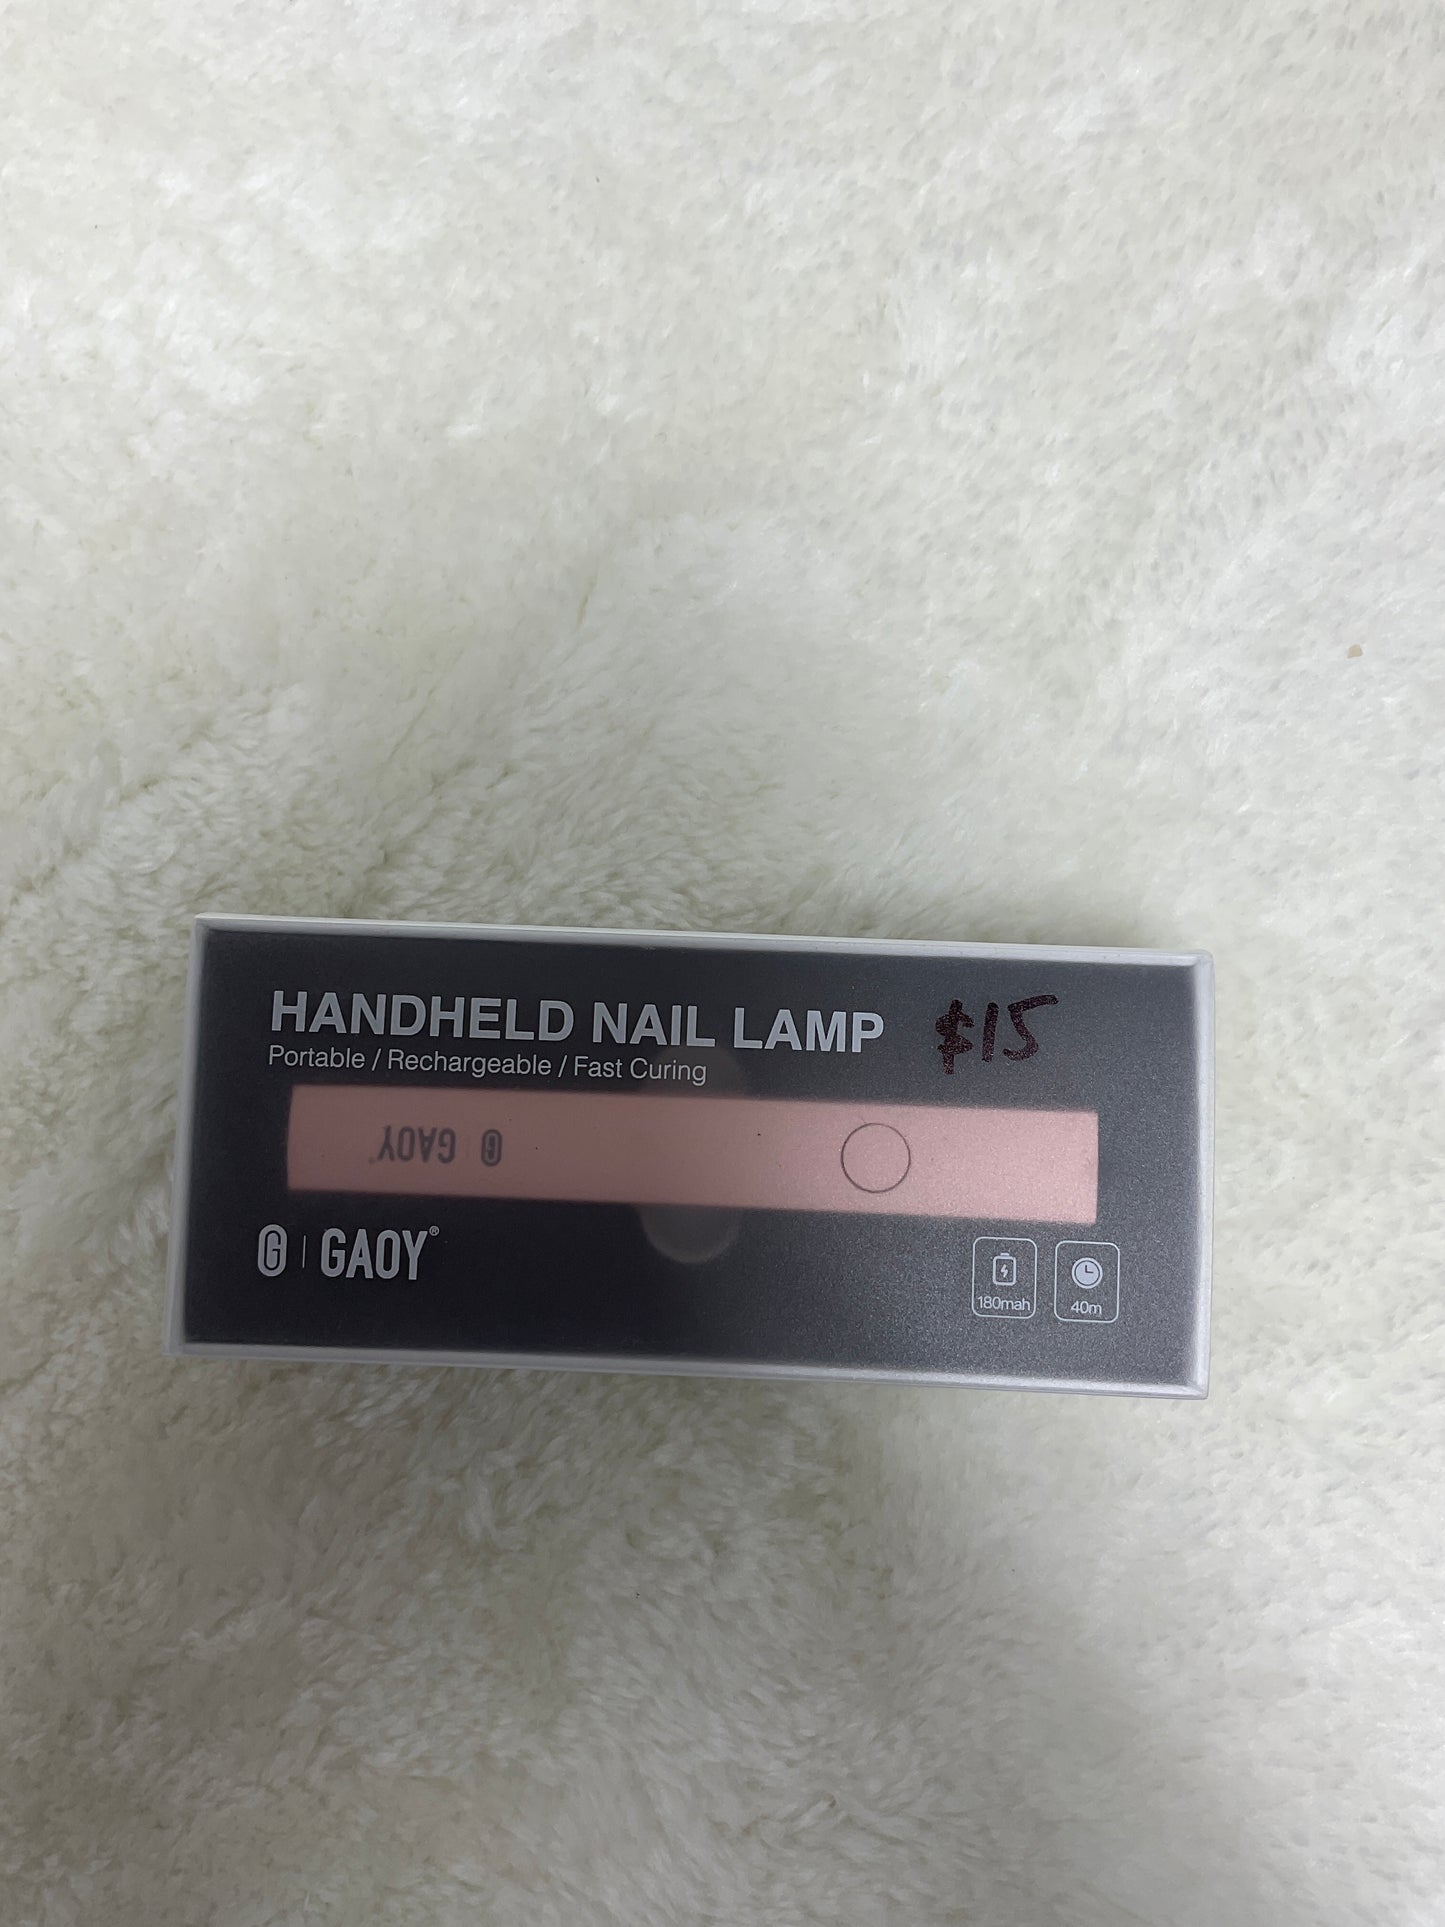 HANDHELD NAIL LAMP $15
Portable / Rechargeable / Fast Curing
G GAOY
G | GAOY®
180mah 40m